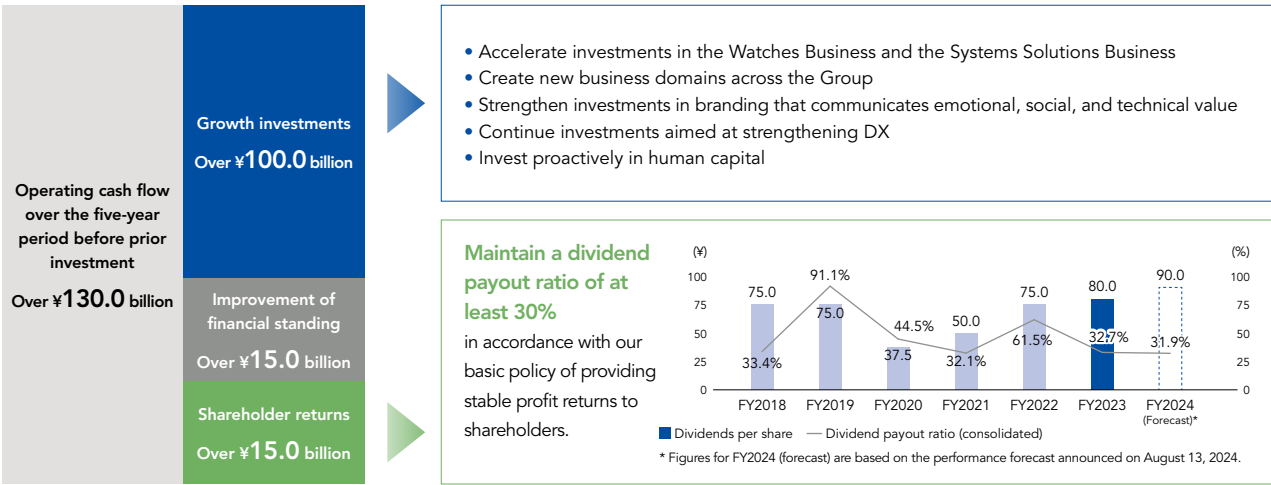 Operating cash flow
over the five-year
period before prior
investment
Over ¥130.0 billion
Growth investments
Over ¥100.0 billion
Improvement of
financial standing
Over ¥15.0 billion
Shareholder returns
Over ¥15.0 billion
• Accelerate investments in the Watches Business and the Systems Solutions Business
• Create new business domains across the Group
• Strengthen investments in branding that communicates emotional, social, and technical value
• Continue investments aimed at strengthening DX
• Invest proactively in human capital
Maintain a dividend
payout ratio of at
least 30%
in accordance with our
basic policy of providing
stable profit returns to
shareholders.
(¥)
(%)
100
75
50
25
0
75.0
33.4%
91.1%
75.0
44.5%
37.5
50.0
32.1%
75.0
61.5%
80.0
32.7%
90.0
31.9%
100
75
50
25
0
FY2018
FY2019
FY2020
FY2021
FY2022
FY2023
FY2024
(Forecast)*
Dividends per share
Dividend payout ratio (consolidated)
* Figures for FY2024 (forecast) are based on the performance forecast announced on August 13, 2024.